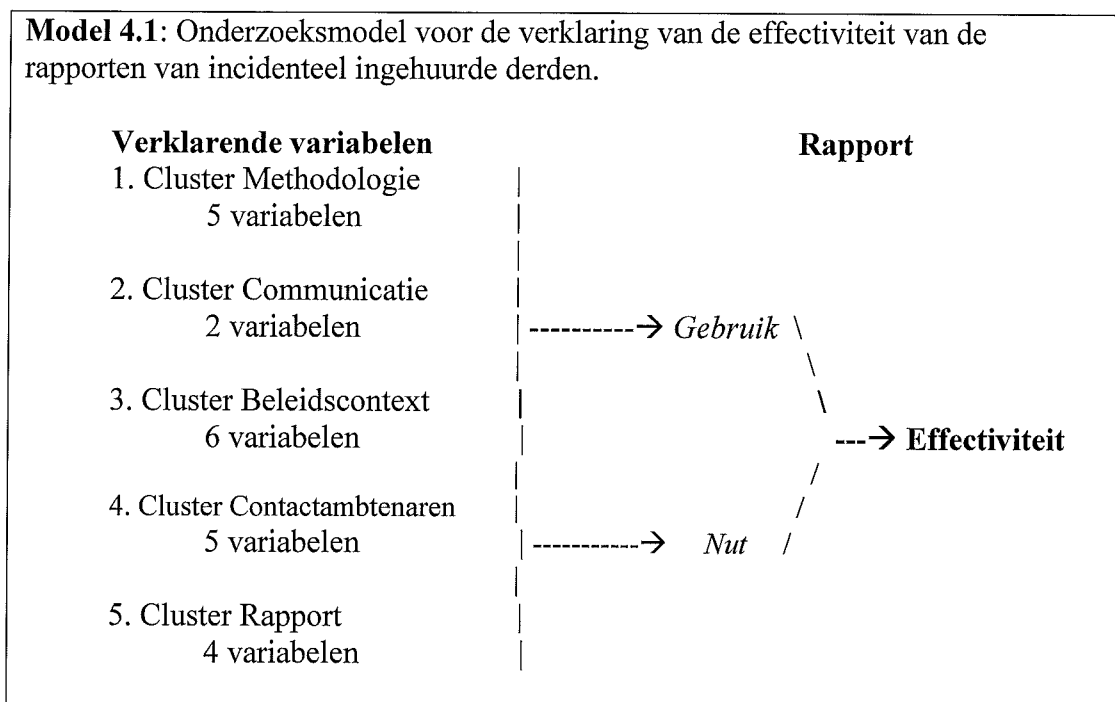 Model 4.1: Onderzoeksmodel voor de verklaring van de effectiviteit van de
rapporten van incidenteel ingehuurde derden.
Verklarende variabelen
Rapport
1. Cluster Methodologie
5 variabelen
2. Cluster Communicatie
2 variabelen
Gebruik
3. Cluster Beleidscontext
6 variabelen
Effectiviteit
4. Cluster Contactambtenaren
5 variabelen
Nut
5. Cluster Rapport
4 variabelen